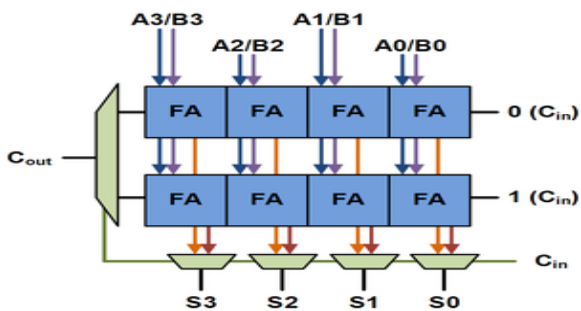 A3/B3 A1/B1
A2/B2 A0/B0
FA FA FA FA 0 (Cin)
Cout
FA FA FA FA 1 (Cin)
Cin
S3 S2 S1 S0